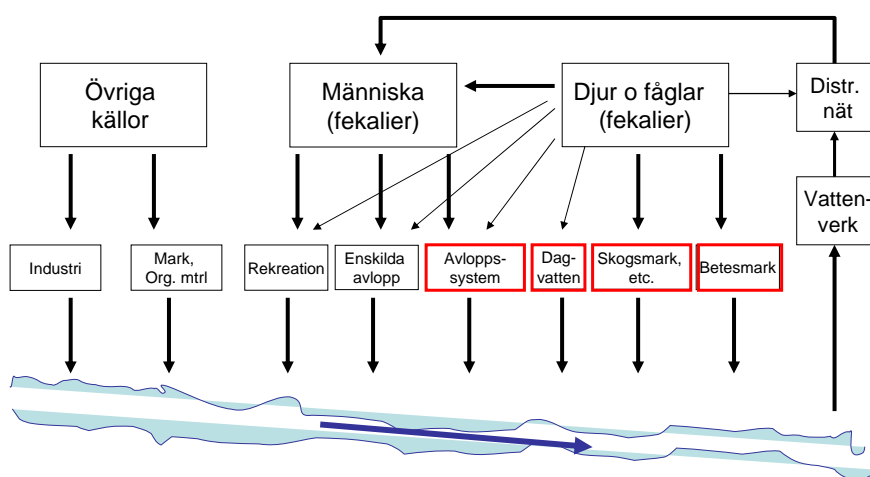 Övriga
källor
Människa
(fekalier)
Djur o fåglar
(fekalier)
Distr.
nät
Vatten-
verk
Industri
Mark,
Org. mtrl
Rekreation
Enskilda
avlopp
Avlopps-
system
Dag-
vatten
Skogsmark,
etc.
Betesmark